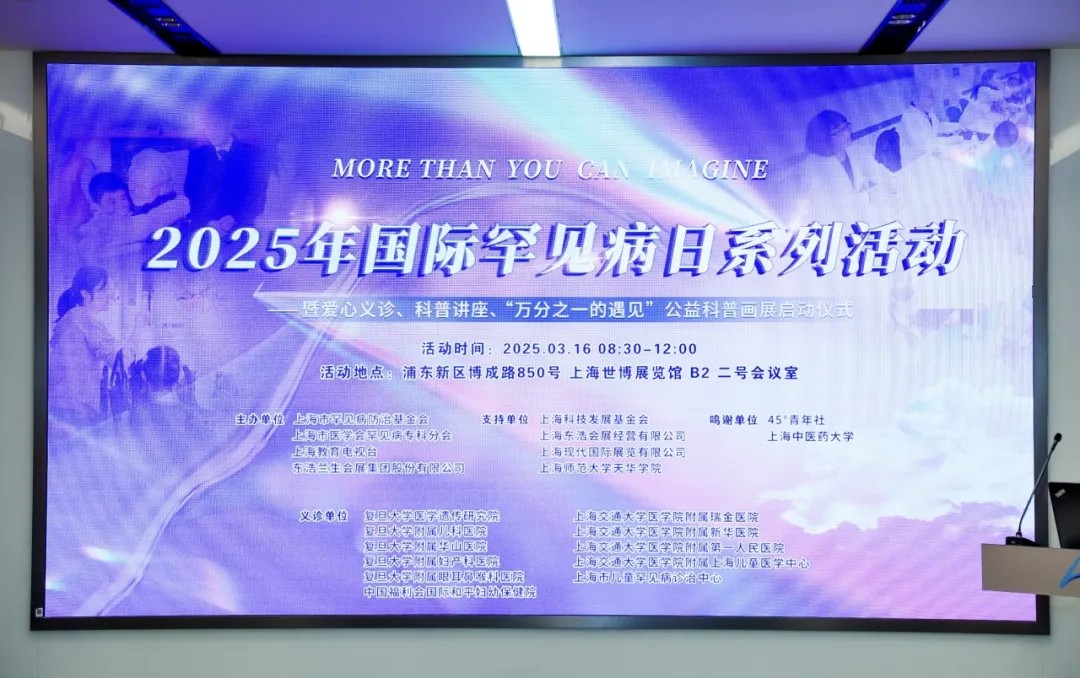 MORE THAN YOU CAN IMAGINE
2025年国际罕见病日系列活动
——暨爱心义诊、科普讲座、“万分之一的遇见”公益科普画展启动仪式
活动时间：2025.03.16 08:30-12:00
活动地点：浦东新区博成路850号 上海世博展览馆 B2 二号会议室
主办单位 上海市罕见病防治基金会
上海市医学会罕见病专科分会
上海教育电视台
东浩兰生会展集团股份有限公司
支持单位 上海科技发展基金会
上海东浩会展经营有限公司
上海现代国际展览有限公司
上海师范大学天华学院
鸣谢单位 45°青年社
上海中医药大学
义诊单位 复旦大学医学遗传研究院
复旦大学附属儿科医院
复旦大学附属华山医院
复旦大学附属妇产科医院
复旦大学附属眼耳鼻喉科医院
中国福利会国际和平妇幼保健院
上海交通大学医学院附属瑞金医院
上海交通大学医学院附属新华医院
上海交通大学医学院附属第一人民医院
上海交通大学医学院附属上海儿童医学中心
上海市儿童罕见病诊治中心